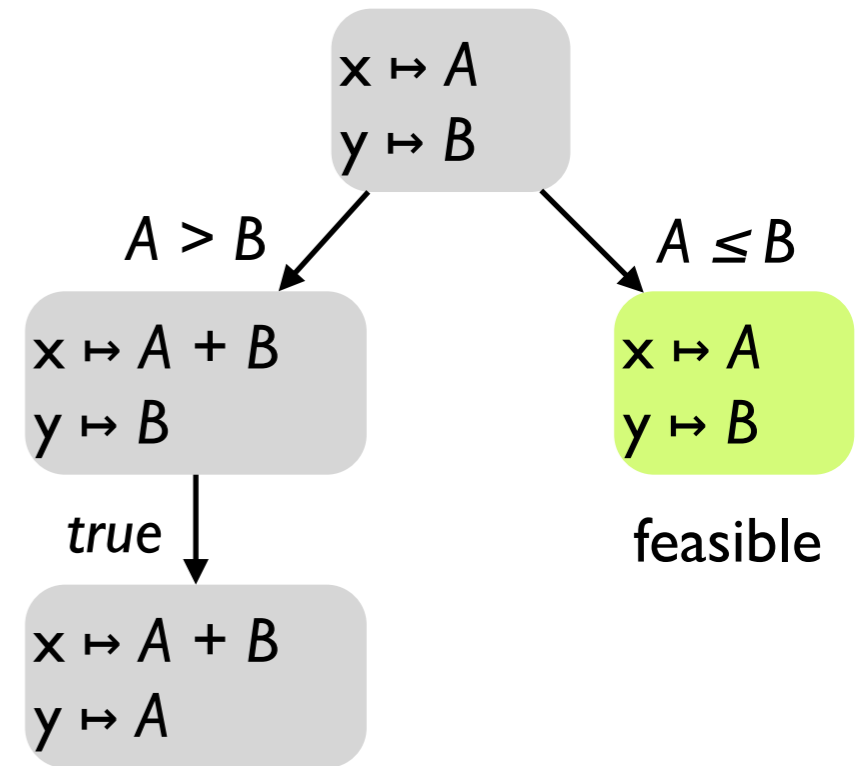 x ↦ A
y ↦ B
A > B
A ≤ B
x ↦ A + B
y ↦ B
x ↦ A
y ↦ B
true
feasible
x ↦ A + B
y ↦ A